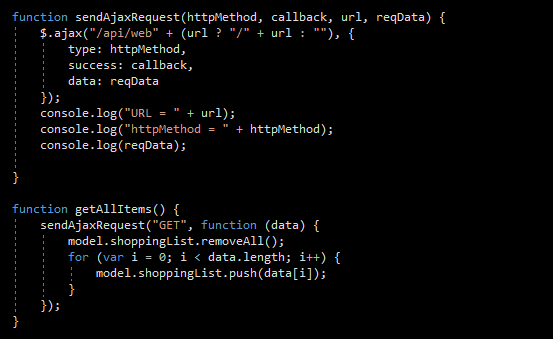 function sendAjaxRequest(httpMethod, callback, url, reqData) {
    $.ajax("/api/web" + (url ? "/" + url : ""), {
        type: httpMethod,
        success: callback,
        data: reqData
    });
    console.log("URL = " + url);
    console.log("httpMethod = " + httpMethod);
    console.log(reqData);
}
function getAllItems() {
    sendAjaxRequest("GET", function (data) {
        model.shoppingList.removeAll();
        for (var i = 0; i < data.length; i++) {
            model.shoppingList.push(data[i]);
        }
    });
}